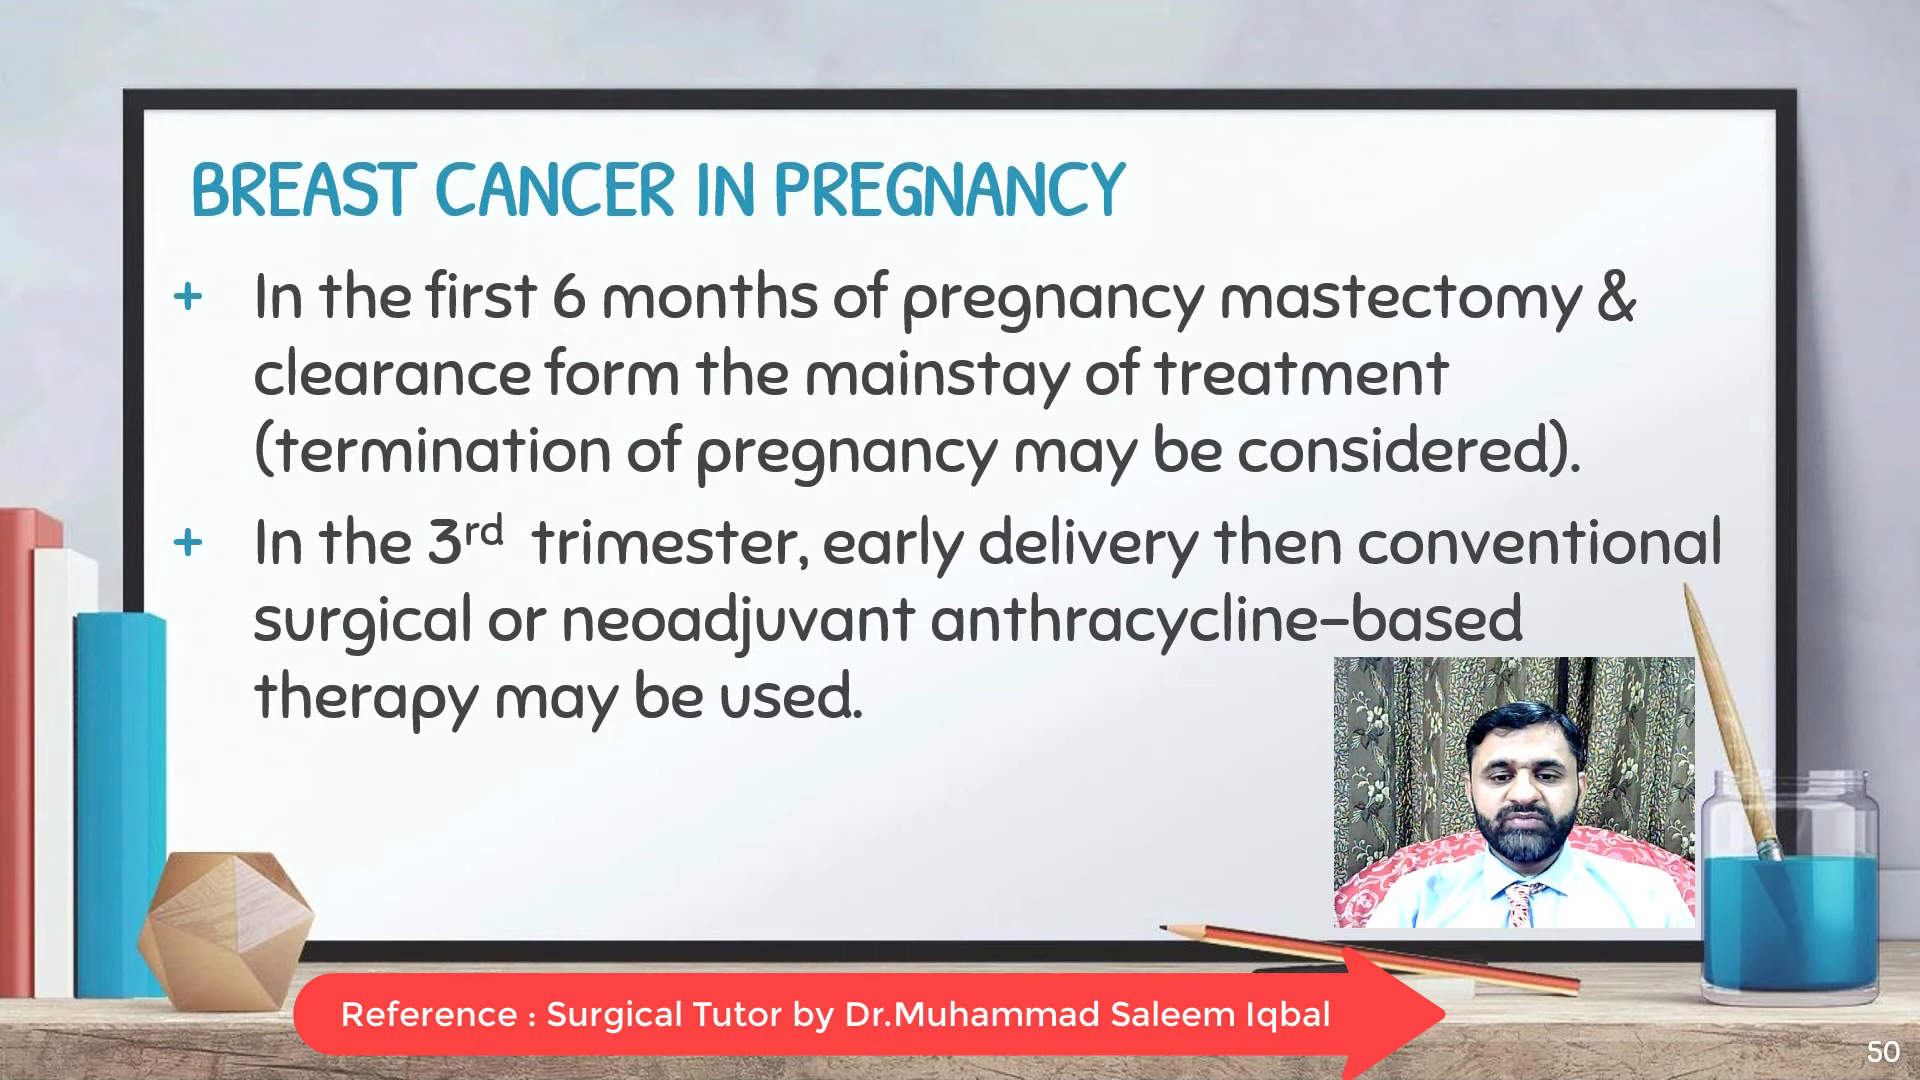 BREAST CANCER IN PREGNANCY
+ In the first 6 months of pregnancy mastectomy &
clearance form the mainstay of treatment
(termination of pregnancy may be considered).
+ In the 3rd trimester, early delivery then conventional
surgical or neoadjuvant anthracycline-based
therapy may be used.
Reference : Surgical Tutor by Dr.Muhammad Saleem Iqbal
50